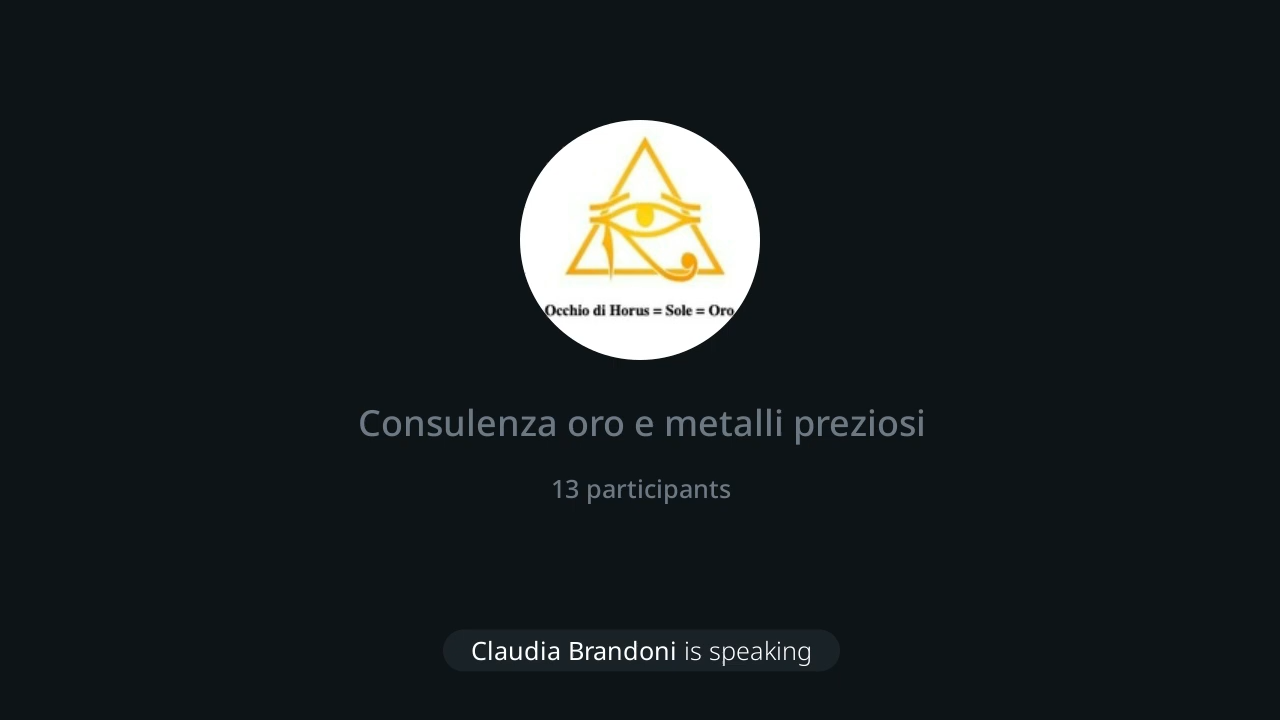 Occhio di Horus = Sole = Oro
Consulenza oro e metalli preziosi
13 participants
Claudia Brandoni is speaking